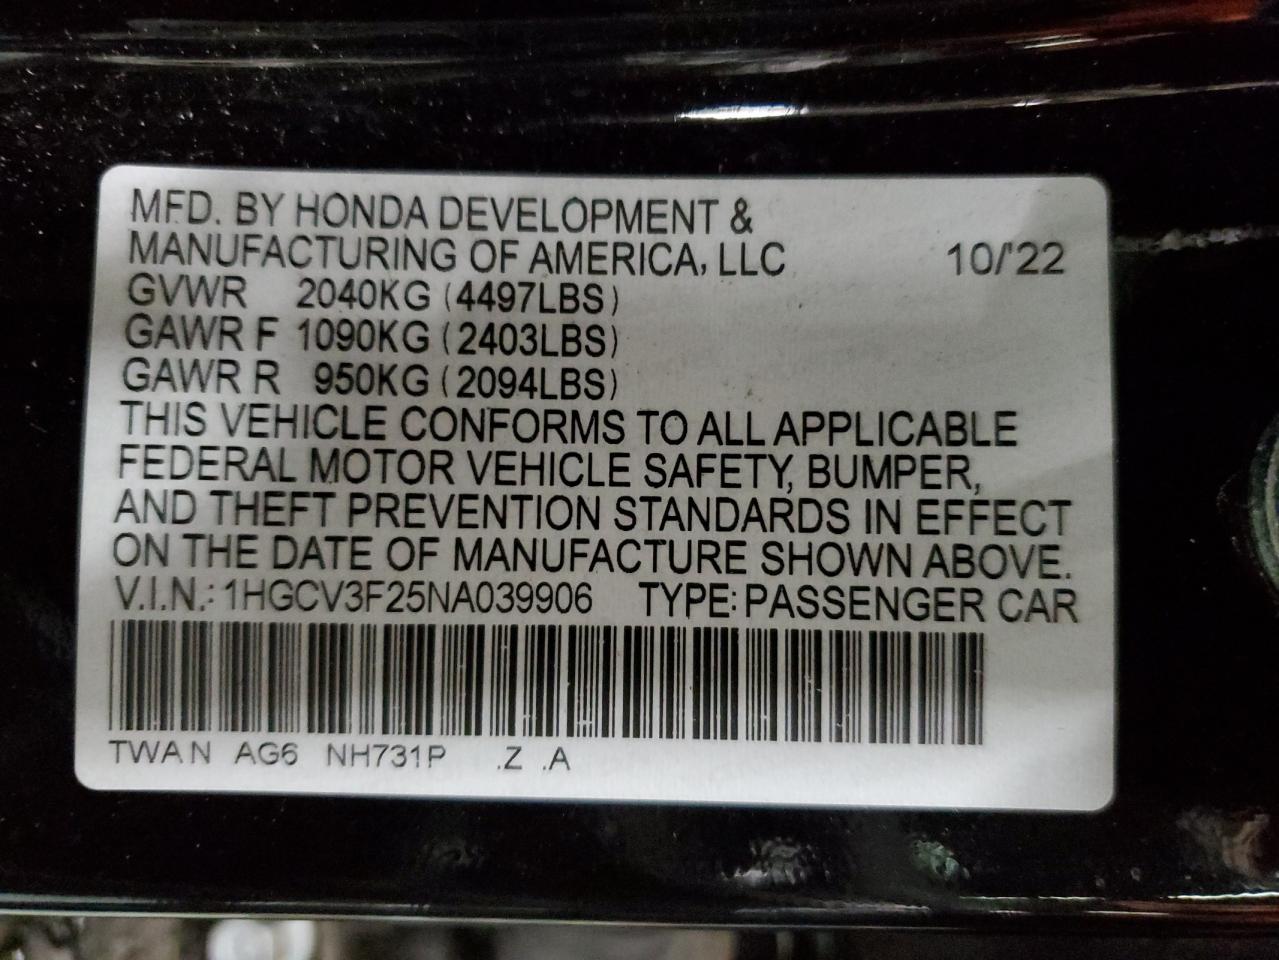 MFD. BY HONDA DEVELOPMENT &
MANUFACTURING OF AMERICA, LLC 10/'22
GVWR 2040KG (4497LBS)
GAWR F 1090KG (2403LBS)
GAWR R 950KG (2094LBS)
THIS VEHICLE CONFORMS TO ALL APPLICABLE
FEDERAL MOTOR VEHICLE SAFETY, BUMPER,
AND THEFT PREVENTION STANDARDS IN EFFECT
ON THE DATE OF MANUFACTURE SHOWN ABOVE.
V.I.N.: 1HGCV3F25NA039906 TYPE: PASSENGER CAR
TWAN AG6 NH731P .Z .A